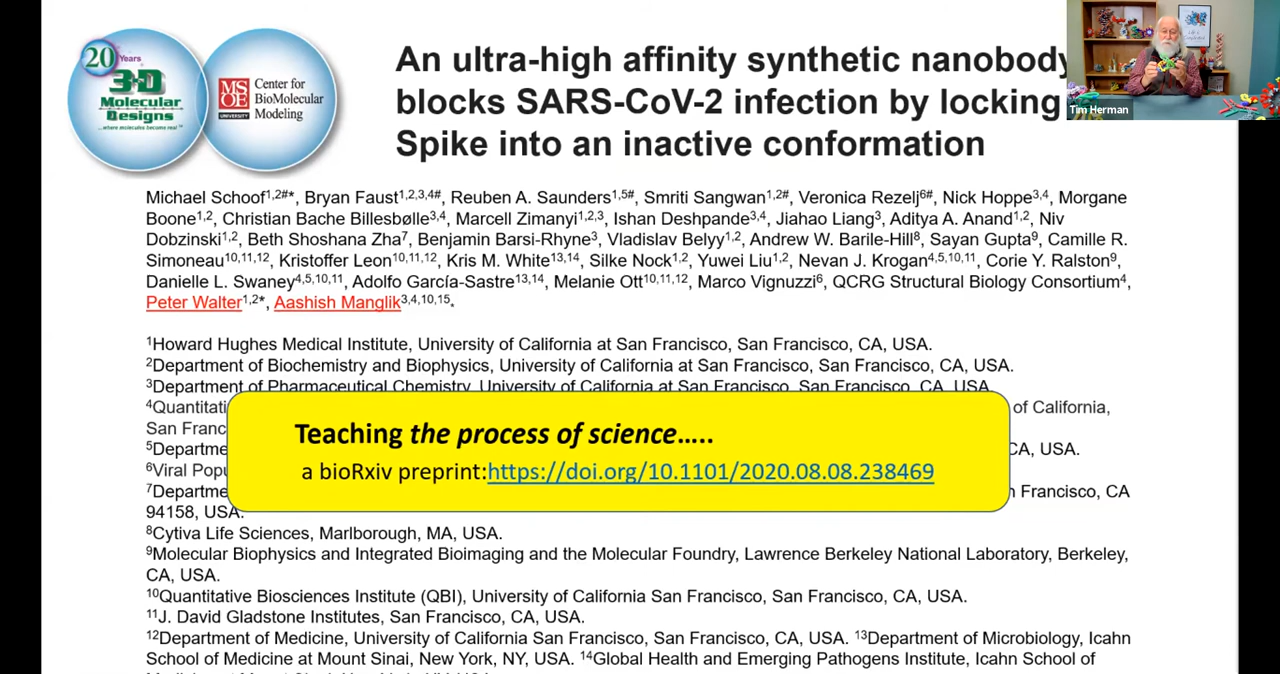 20 Years
3-D
Molecular
Designs
...where molecules become real™
MS
OE
UNIVERSITY
Center for
BioMolecular
Modeling
An ultra-high affinity synthetic nanobody
blocks SARS-CoV-2 infection by locking
Spike into an inactive conformation
Tim Herman
Michael Schoof1,2#*, Bryan Faust1,2,3,4#, Reuben A. Saunders1,5#, Smriti Sangwan1,2#, Veronica Rezelj6#, Nick Hoppe3,4, Morgane
Boone1,2, Christian Bache Billesbølle3,4, Marcell Zimanyi1,2,3, Ishan Deshpande3,4, Jiahao Liang3, Aditya A. Anand1,2, Niv
Dobzinski1,2, Beth Shoshana Zha7, Benjamin Barsi-Rhyne3, Vladislav Belyy1,2, Andrew W. Barile-Hill8, Sayan Gupta9, Camille R.
Simoneau10,11,12, Kristoffer Leon10,11,12, Kris M. White13,14, Silke Nock1,2, Yuwei Liu1,2, Nevan J. Krogan4,5,10,11, Corie Y. Ralston9,
Danielle L. Swaney4,5,10,11, Adolfo García-Sastre13,14, Melanie Ott10,11,12, Marco Vignuzzi6, QCRG Structural Biology Consortium4,
Peter Walter1,2*, Aashish Manglik3,4,10,15*
1Howard Hughes Medical Institute, University of California at San Francisco, San Francisco, CA, USA.
2Department of Biochemistry and Biophysics, University of California at San Francisco, San Francisco, CA, USA.
3Department of Pharmaceutical Chemistry, University of California at San Francisco, San Francisco, CA, USA.
4Quantitati of California,
San Franc
5Departme CA, USA.
6Viral Popu
7Departme n Francisco, CA
94158, USA.
Teaching the process of science.....
a bioRxiv preprint:https://doi.org/10.1101/2020.08.08.238469
8Cytiva Life Sciences, Marlborough, MA, USA.
9Molecular Biophysics and Integrated Bioimaging and the Molecular Foundry, Lawrence Berkeley National Laboratory, Berkeley,
CA, USA.
10Quantitative Biosciences Institute (QBI), University of California San Francisco, San Francisco, CA, USA.
11J. David Gladstone Institutes, San Francisco, CA, USA.
12Department of Medicine, University of California San Francisco, San Francisco, CA, USA. 13Department of Microbiology, Icahn
School of Medicine at Mount Sinai, New York, NY, USA. 14Global Health and Emerging Pathogens Institute, Icahn School of